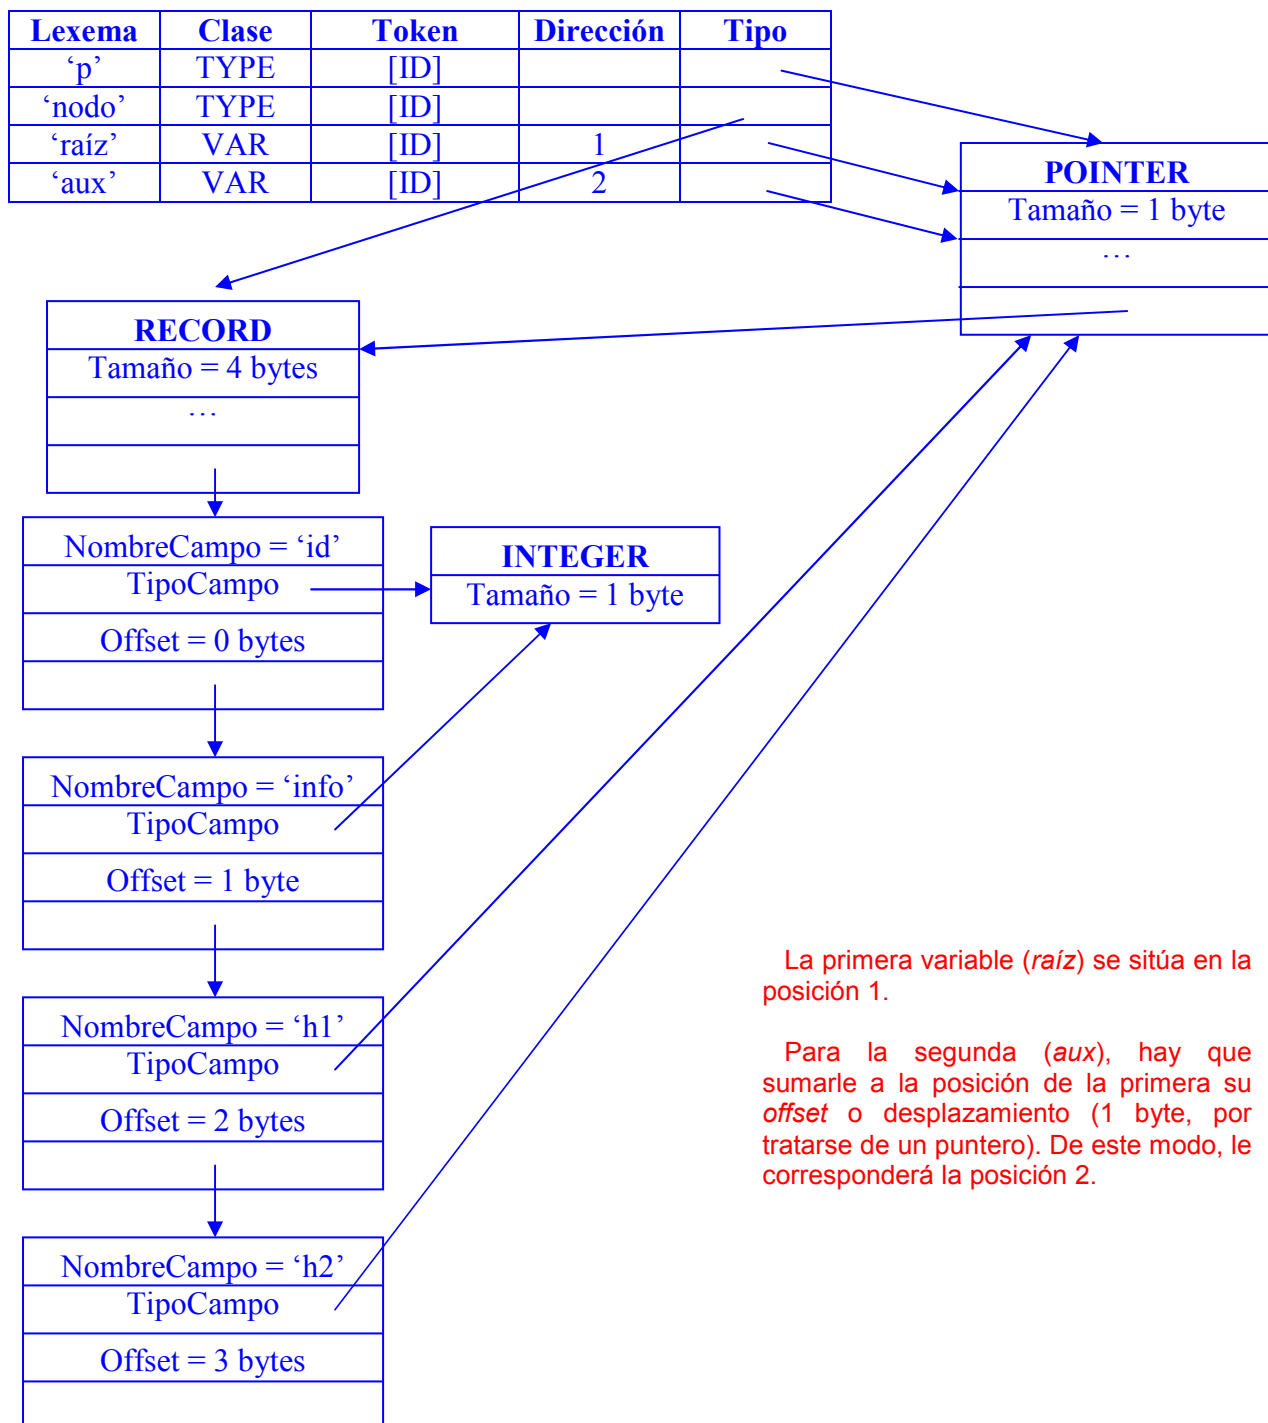 Lexema Clase Token Dirección Tipo
‘p’ TYPE [ID]
‘nodo’ TYPE [ID]
‘raíz’ VAR [ID] 1
‘aux’ VAR [ID] 2
POINTER
Tamaño = 1 byte
…
RECORD
Tamaño = 4 bytes
…
NombreCampo = ‘id’
TipoCampo
Offset = 0 bytes
INTEGER
Tamaño = 1 byte
NombreCampo = ‘info’
TipoCampo
Offset = 1 byte
NombreCampo = ‘h1’
TipoCampo
Offset = 2 bytes
NombreCampo = ‘h2’
TipoCampo
Offset = 3 bytes
La primera variable (raíz) se sitúa en la
posición 1.
Para la segunda (aux), hay que
sumarle a la posición de la primera su
offset o desplazamiento (1 byte, por
tratarse de un puntero). De este modo, le
corresponderá la posición 2.